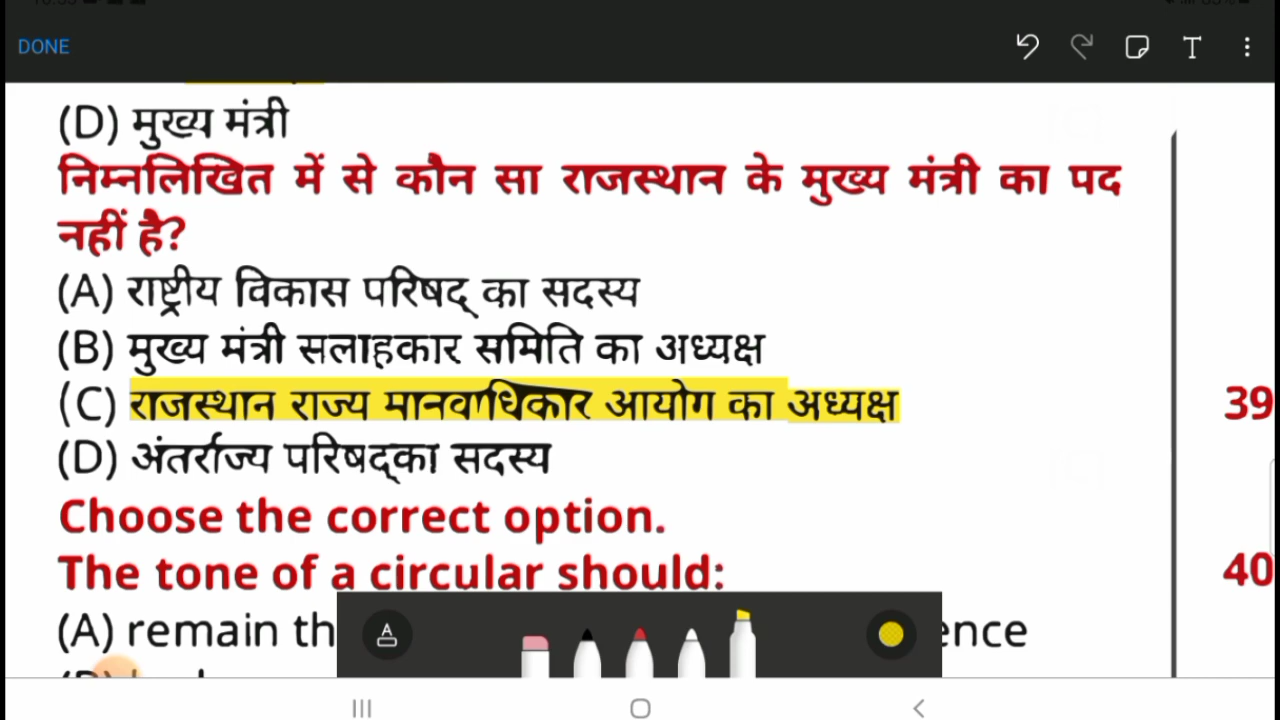 DONE
T
(D) मुख्य मंत्री
निम्नलिखित में से कौन सा राजस्थान के मुख्य मंत्री का पद
नहीं है?
(A) राष्ट्रीय विकास परिषद् का सदस्य
(B) मुख्य मंत्री सलाहकार समिति का अध्यक्ष
(C) राजस्थान राज्य मानवाधिकार आयोग का अध्यक्ष
39
(D) अंतर्राज्य परिषद्का सदस्य
Choose the correct option.
The tone of a circular should:
40
(A) remain th
ence
A